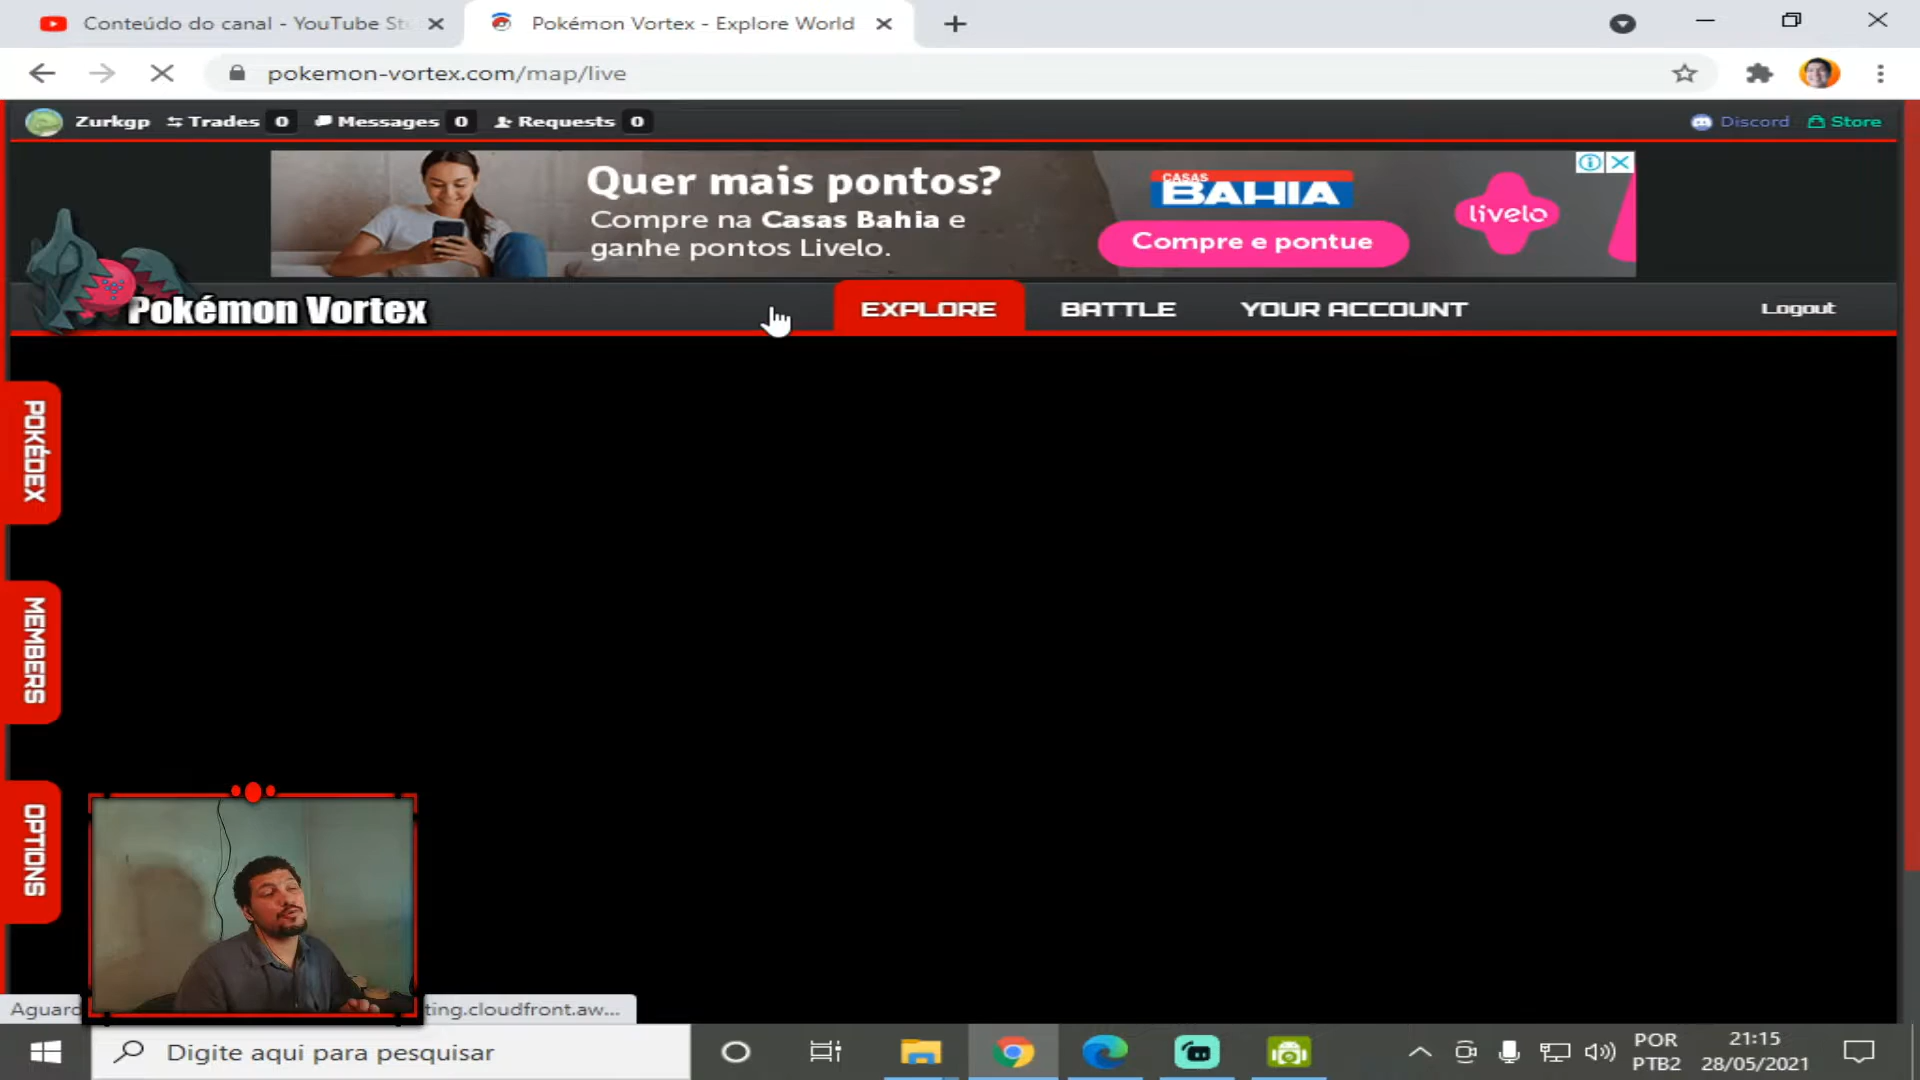 Conteúdo do canal - YouTube St
Pokémon Vortex - Explore World
pokemon-vortex.com/map/live
Zurkgp Trades 0 Messages 0 Requests 0
Discord Store
Quer mais pontos?
Compre na Casas Bahia e
ganhe pontos Livelo.
CASAS
BAHIA
Compre e pontue
livelo
Pokémon Vortex
EXPLORE BATTLE YOUR ACCOUNT Logout
POKÉDEX
MEMBERS
OPTIONS
Aguard
ting.cloudfront.aw...
Digite aqui para pesquisar
POR
PTB2
21:15
28/05/2021